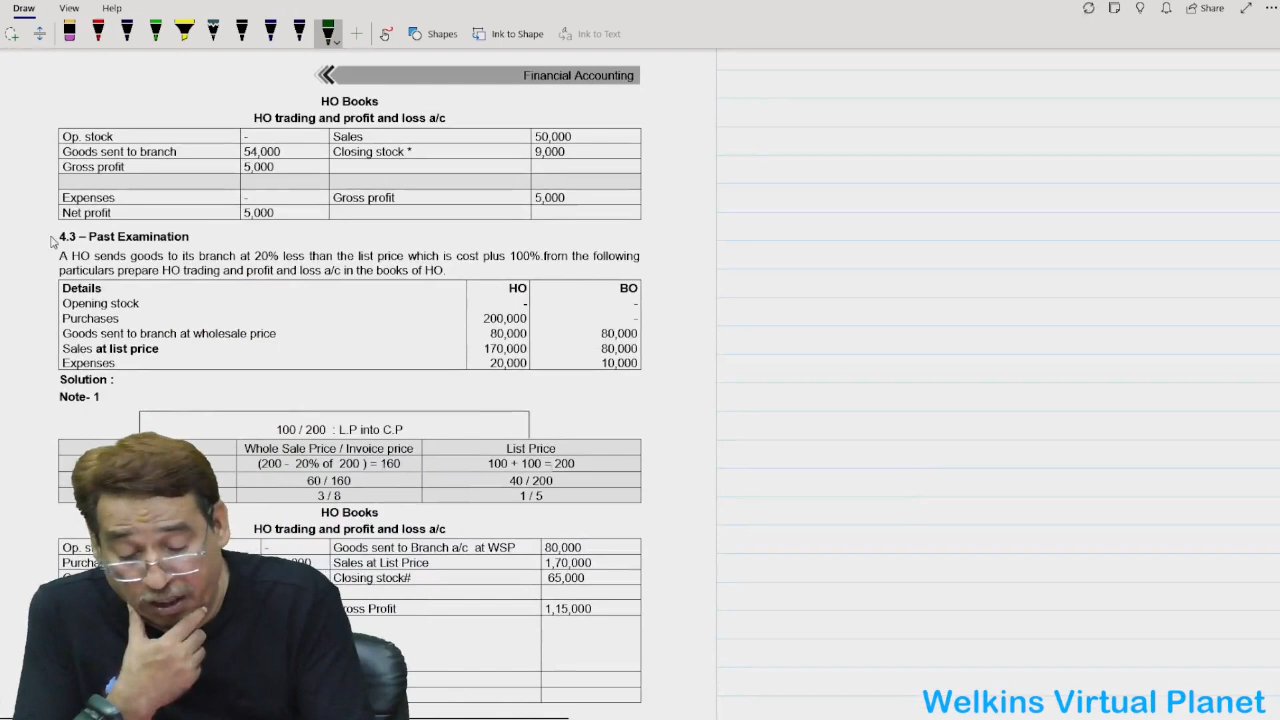 Draw View Help
Share
Shapes Ink to Shape Ink to Text
Financial Accounting
HO Books
HO trading and profit and loss a/c
Op. stock - Sales 50,000
Goods sent to branch 54,000 Closing stock * 9,000
Gross profit 5,000
Expenses - Gross profit 5,000
Net profit 5,000
4.3 – Past Examination
A HO sends goods to its branch at 20% less than the list price which is cost plus 100%.from the following
particulars prepare HO trading and profit and loss a/c in the books of HO.
Details HO BO
Opening stock - -
Purchases 200,000 -
Goods sent to branch at wholesale price 80,000 80,000
Sales at list price 170,000 80,000
Expenses 20,000 10,000
Solution :
Note- 1
100 / 200 : L.P into C.P
Whole Sale Price / Invoice price List Price
(200 - 20% of 200 ) = 160 100 + 100 = 200
60 / 160 40 / 200
3 / 8 1 / 5
HO Books
HO trading and profit and loss a/c
Op. - Goods sent to Branch a/c at WSP 80,000
Sales at List Price 1,70,000
Closing stock# 65,000
Profit 1,15,000
Welkins Virtual Planet